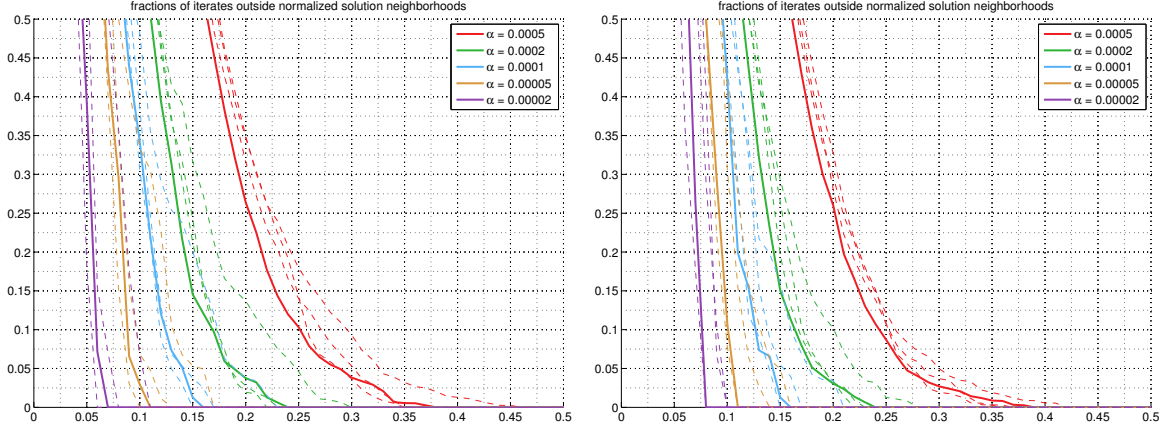 fractions of iterates outside normalized solution neighborhoods
0.5
0.45
0.4
0.35
0.3
0.25
0.2
0.15
0.1
0.05
0
0 0.05 0.1 0.15 0.2 0.25 0.3 0.35 0.4 0.45 0.5
α = 0.0005
α = 0.0002
α = 0.0001
α = 0.00005
α = 0.00002
fractions of iterates outside normalized solution neighborhoods
0.5
0.45
0.4
0.35
0.3
0.25
0.2
0.15
0.1
0.05
0
0 0.05 0.1 0.15 0.2 0.25 0.3 0.35 0.4 0.45 0.5
α = 0.0005
α = 0.0002
α = 0.0001
α = 0.00005
α = 0.00002